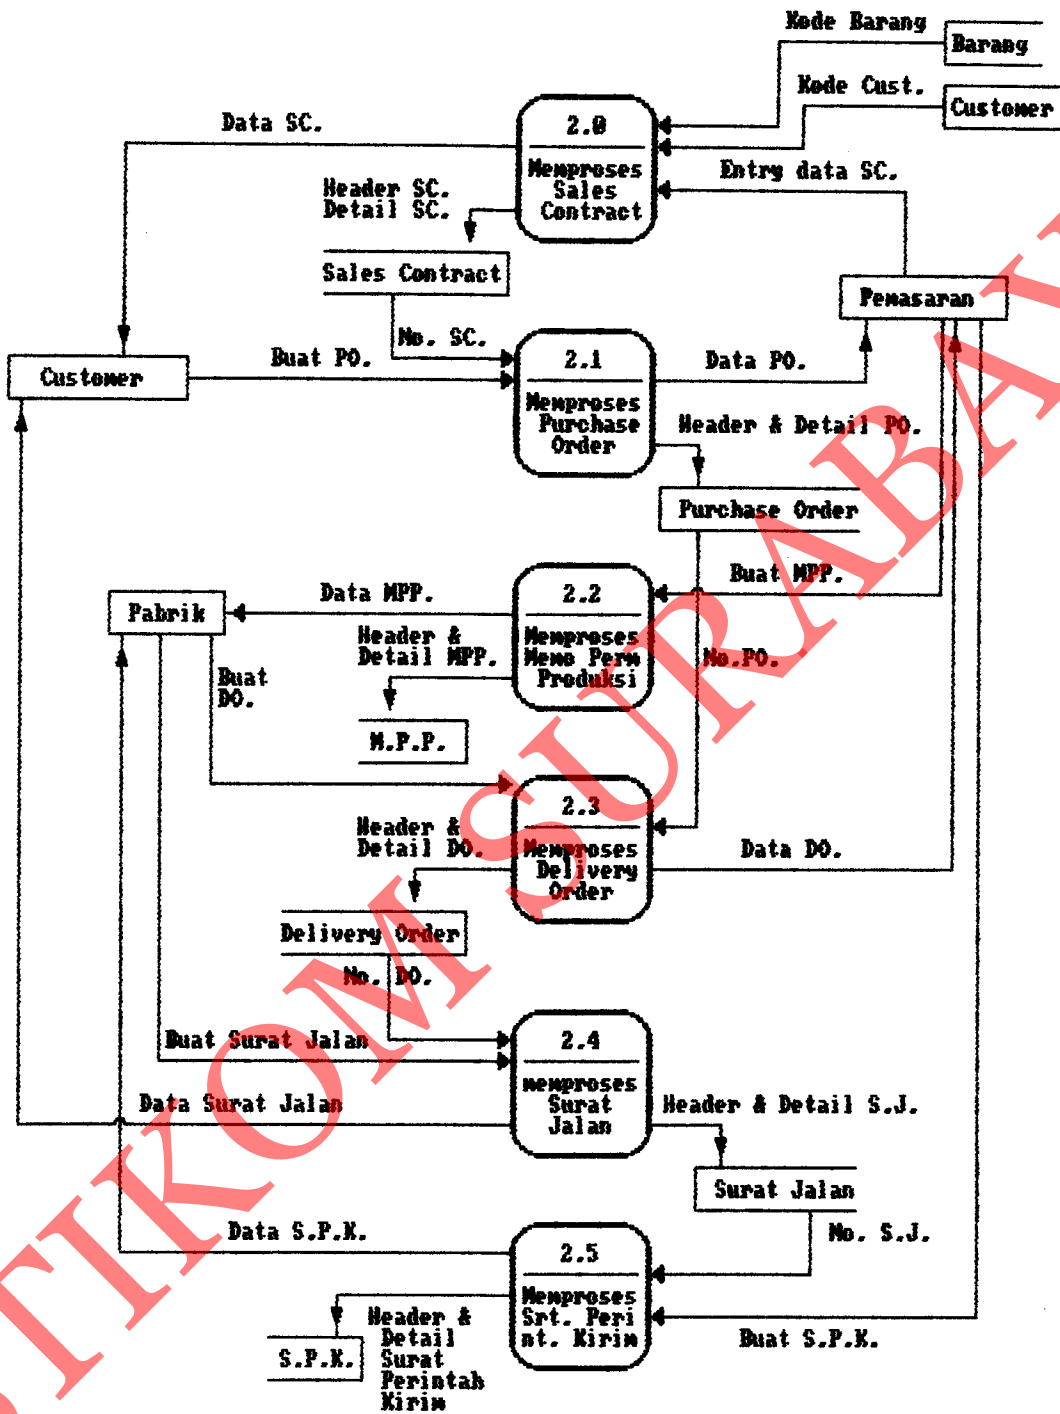 Kode Barang
Barang
Kode Cust.
Customer
Data SC.
2.0
Memproses
Sales
Contract
Entry data SC.
Header SC.
Detail SC.
Sales Contract
Pemasaran
No. SC.
Buat PO.
Customer
2.1
Memproses
Purchase
Order
Data PO.
Header & Detail PO.
Purchase Order
Buat MPP.
Data MPP.
2.2
Memproses
Memo Perm
Produksi
Pabrik
Header &
Detail MPP.
No.PO.
Buat
DO.
M.P.P.
2.3
Memproses
Delivery
Order
Header &
Detail DO.
Data DO.
Delivery Order
No. DO.
Buat Surat Jalan
2.4
memproses
Surat
Jalan
Data Surat Jalan
Header & Detail S.J.
Surat Jalan
No. S.J.
Data S.P.K.
2.5
Memproses
Srt. Peri
nt. Kirim
Buat S.P.K.
S.P.K.
Header &
Detail
Surat
Perintah
Kirim
STIKOM SURABAY